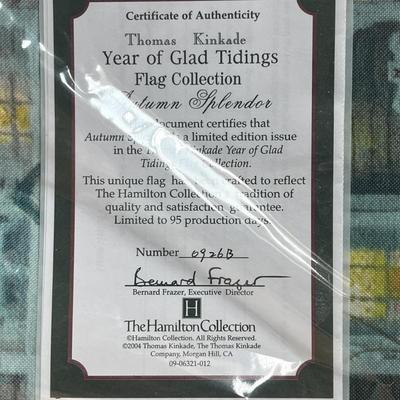 Certificate of Authenticity
Thomas Kinkade
Year of Glad Tidings
Flag Collection
Autumn Splendor
document certifies that
Autumn is a limited edition issue
in the Kinkade Year of Glad
Collection.
This unique flag has crafted to reflect
The Hamilton Collection tradition of
quality and satisfaction guarantee.
Limited to 95 production days.
Number 0926B
Bernard Frazer
Bernard Frazer, Executive Director
H
The Hamilton Collection
©Hamilton Collection. All Rights Reserved.
©2004 Thomas Kinkade, The Thomas Kinkade
Company, Morgan Hill, CA
09-06321-012